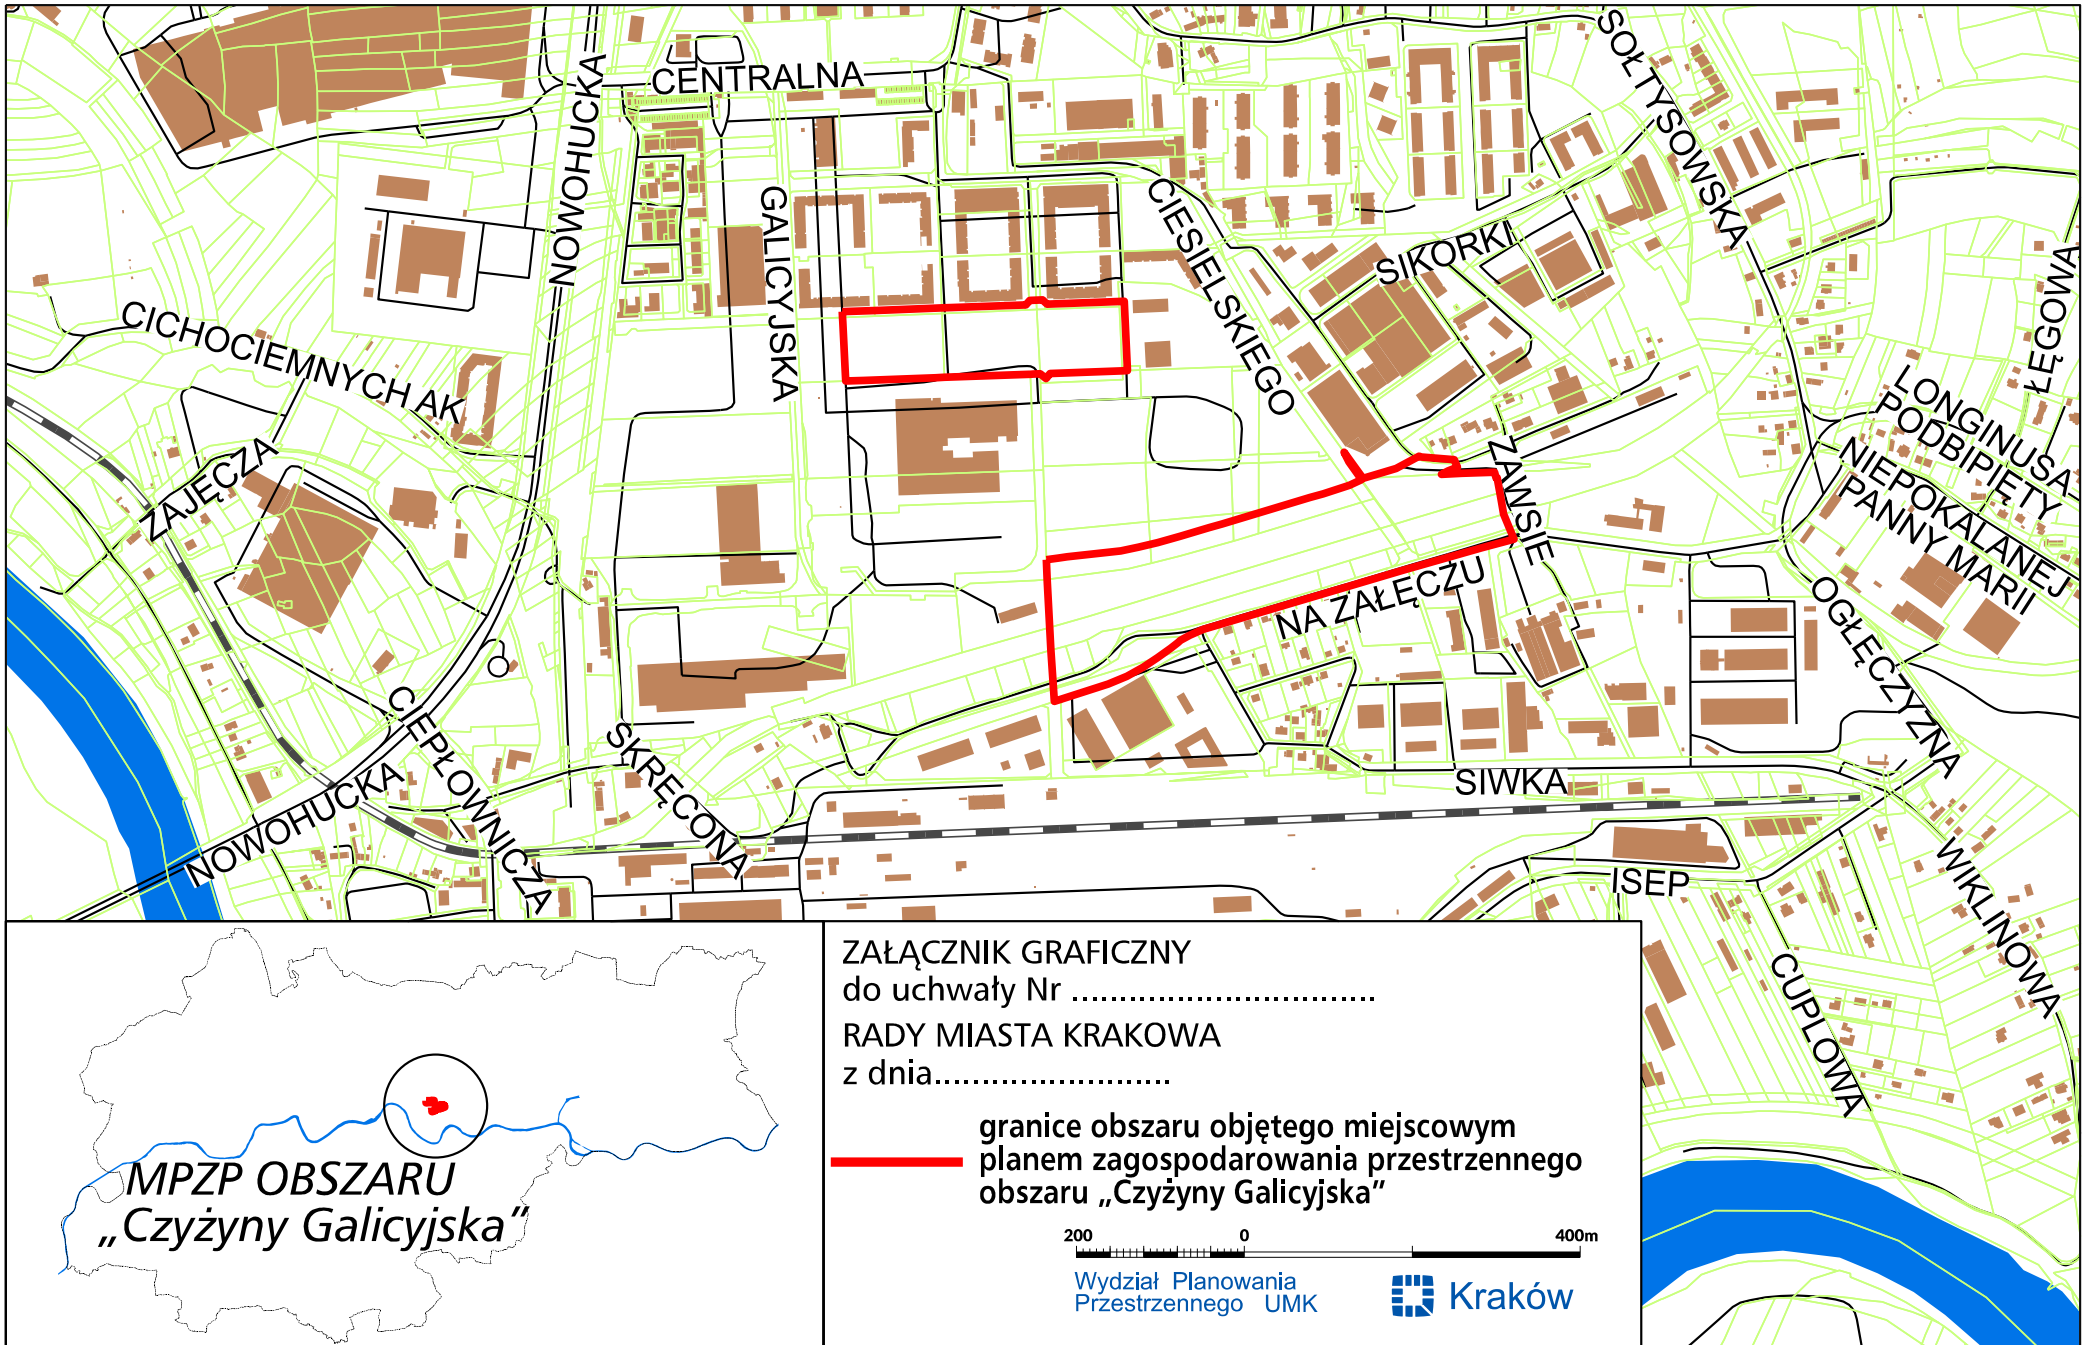 CENTRALNA
NOWOHUCKA
GALICYJSKA
CIESIELSKIEGO
SOŁTYSOWSKA
SIKORKI
ŁĘGOWA
CICHOCIEMNYCH AK
ZAJĘCZA
LONGINUSA
PODBIPIĘTY
NIEPOKALANEJ
PANNY MARII
ZAWSIE
NA ZAŁĘCZU
OGŁĘCZYZNA
CIEPŁOWNICZA
SKRĘCONA
NOWOHUCKA
SIWKA
ISEP
WIKLINOWA
CUPLOWA
MPZP OBSZARU
„Czyżyny Galicyjska”
ZAŁĄCZNIK GRAFICZNY
do uchwały Nr ................................
RADY MIASTA KRAKOWA
z dnia.........................
granice obszaru objętego miejscowym
planem zagospodarowania przestrzennego
obszaru „Czyżyny Galicyjska”
200 0 400m
Wydział Planowania
Przestrzennego UMK
Kraków